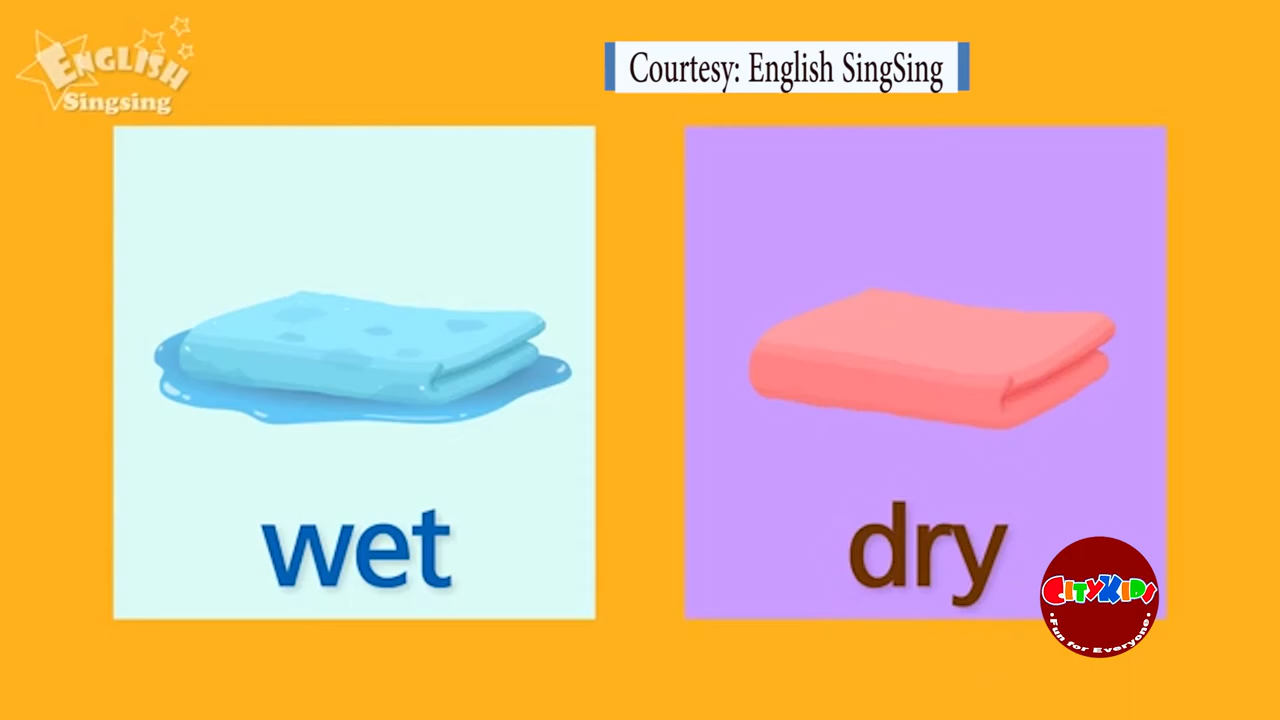 ENGLISH
Singsing
Courtesy: English SingSing
wet
dry
CITYKIDS
• Fun for Everyone •